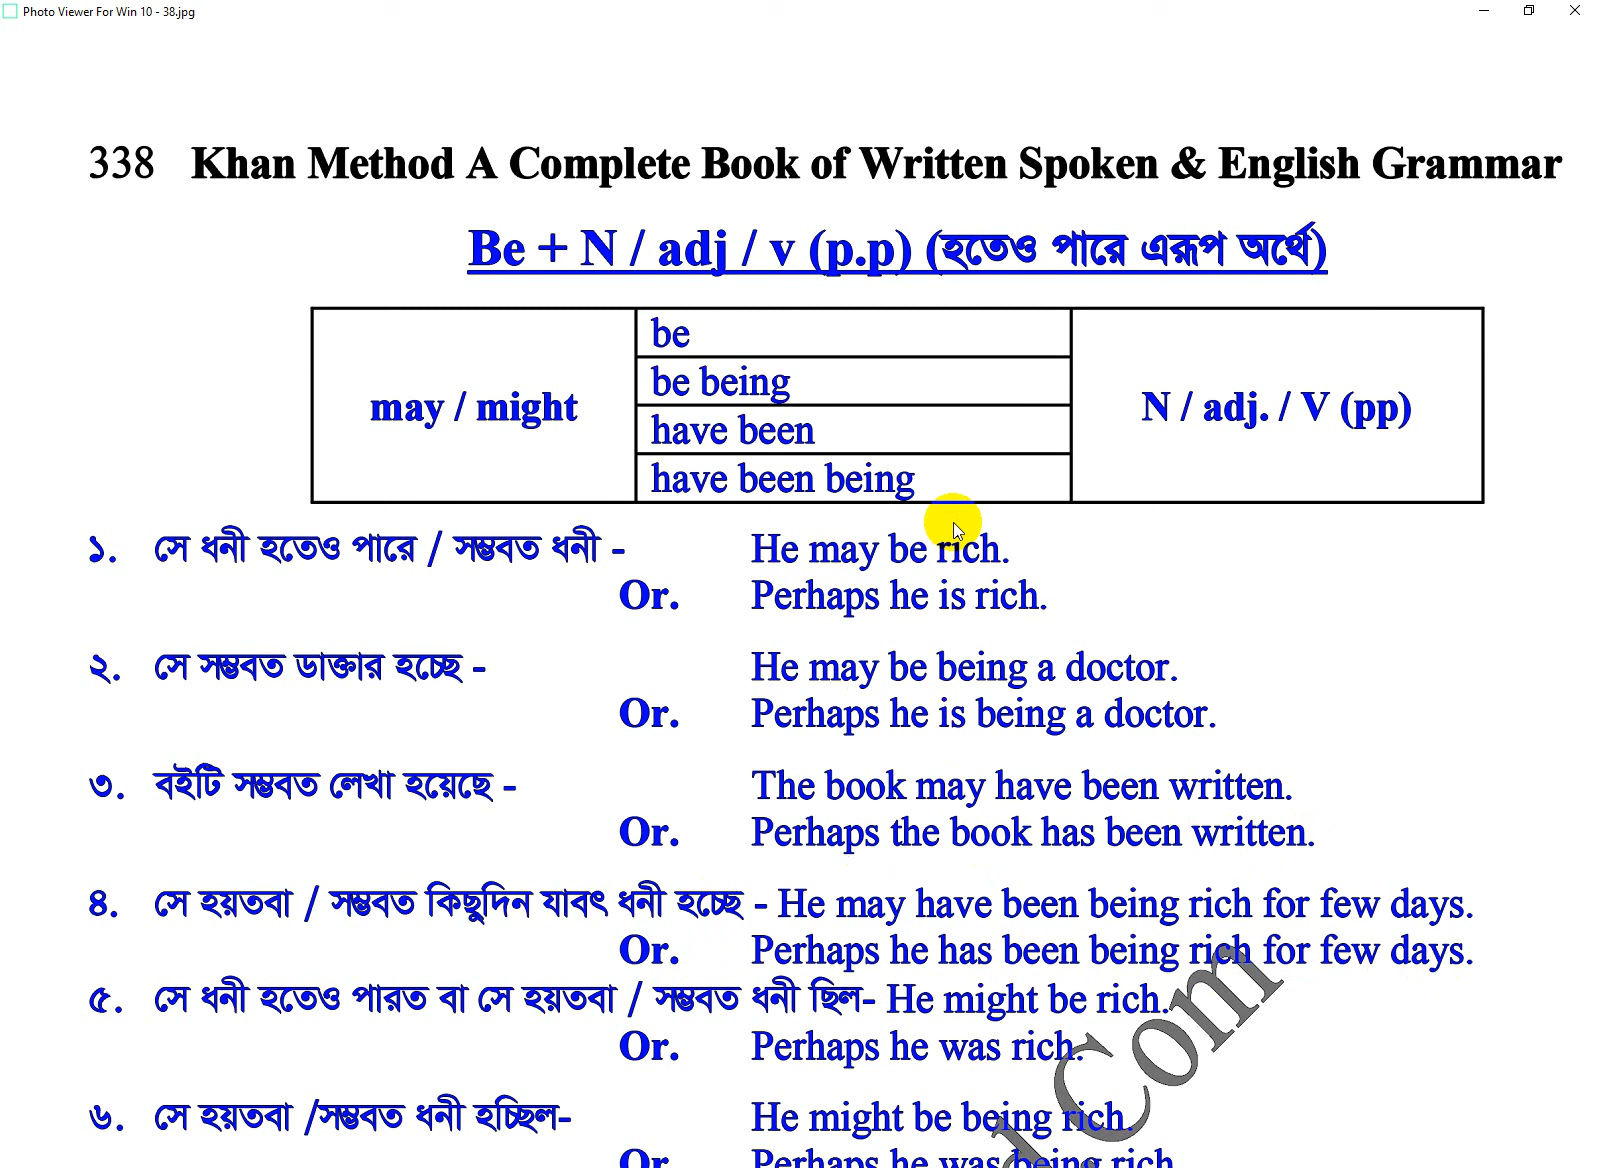 Photo Viewer For Win 10 - 38.jpg
338 Khan Method A Complete Book of Written Spoken & English Grammar
Be + N / adj / v (p.p) (হতেও পারে এরূপ অর্থে)
be
be being
may / might
N / adj. / V (pp)
have been
have been being
১. সে ধনী হতেও পারে / সম্ভবত ধনী - He may be rich.
Or. Perhaps he is rich.
২. সে সম্ভবত ডাক্তার হচ্ছে - He may be being a doctor.
Or. Perhaps he is being a doctor.
৩. বইটি সম্ভবত লেখা হয়েছে - The book may have been written.
Or. Perhaps the book has been written.
৪. সে হয়তবা / সম্ভবত কিছুদিন যাবৎ ধনী হচ্ছে - He may have been being rich for few days.
Or. Perhaps he has been being rich for few days.
৫. সে ধনী হতেও পারত বা সে হয়তবা / সম্ভবত ধনী ছিল- He might be rich.
Or. Perhaps he was rich.
৬. সে হয়তবা /সম্ভবত ধনী হচ্ছিল- He might be being rich.
Or. Perhaps he was being rich
d Com